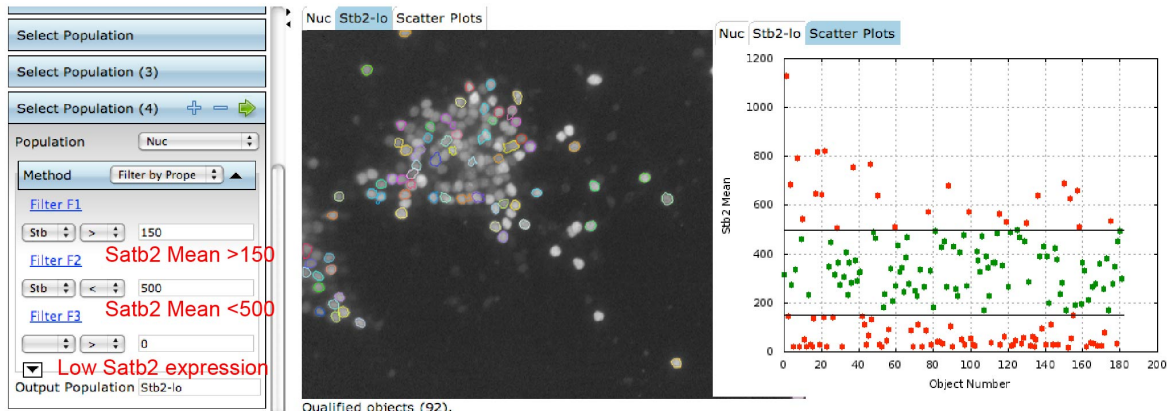 Select Population
Select Population (3)
Select Population (4)
Population Nuc
Method Filter by Prope
Filter F1
Stb > 150
Satb2 Mean >150
Filter F2
Stb < 500
Satb2 Mean <500
Filter F3
> 0
Low Satb2 expression
Output Population Stb2-lo
Nuc Stb2-lo Scatter Plots
Qualified objects (92).
Nuc Stb2-lo Scatter Plots
1200
1000
800
600
400
200
0
Stb2 Mean
0 20 40 60 80 100 120 140 160 180 200
Object Number